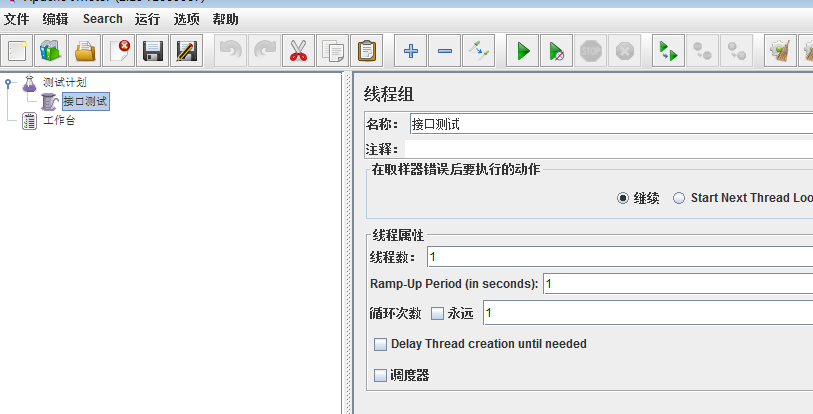 文件 编辑 Search 运行 选项 帮助
测试计划
接口测试
工作台
线程组
名称： 接口测试
注释：
在取样器错误后要执行的动作
继续 Start Next Thread Loo
线程属性
线程数： 1
Ramp-Up Period (in seconds): 1
循环次数 永远 1
Delay Thread creation until needed
调度器